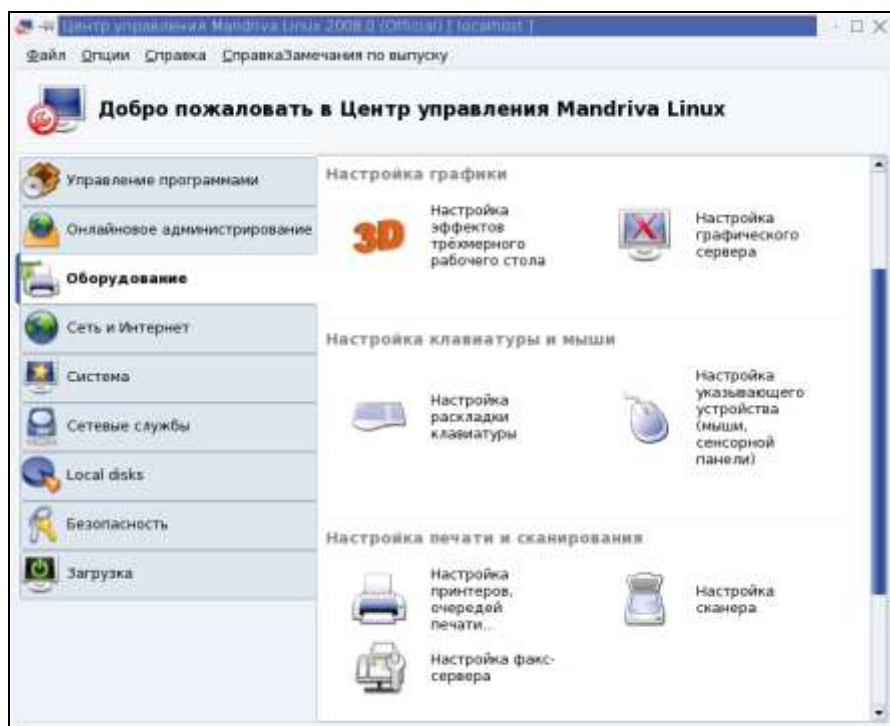 Центр управления Mandriva Linux 2008.0 (Official) [ localhost ]
Файл Опции Справка СправкаЗамечания по выпуску
Добро пожаловать в Центр управления Mandriva Linux
Управление программами
Онлайновое администрирование
Оборудование
Сеть и Интернет
Система
Сетевые службы
Local disks
Безопасность
Загрузка
Настройка графики
3D
Настройка
эффектов
трёхмерного
рабочего стола
Настройка
графического
сервера
Настройка клавиатуры и мыши
Настройка
раскладки
клавиатуры
Настройка
указывающего
устройства
(мыши,
сенсорной
панели)
Настройка печати и сканирования
Настройка
принтеров,
очередей
печати...
Настройка
сканера
Настройка факс-
сервера